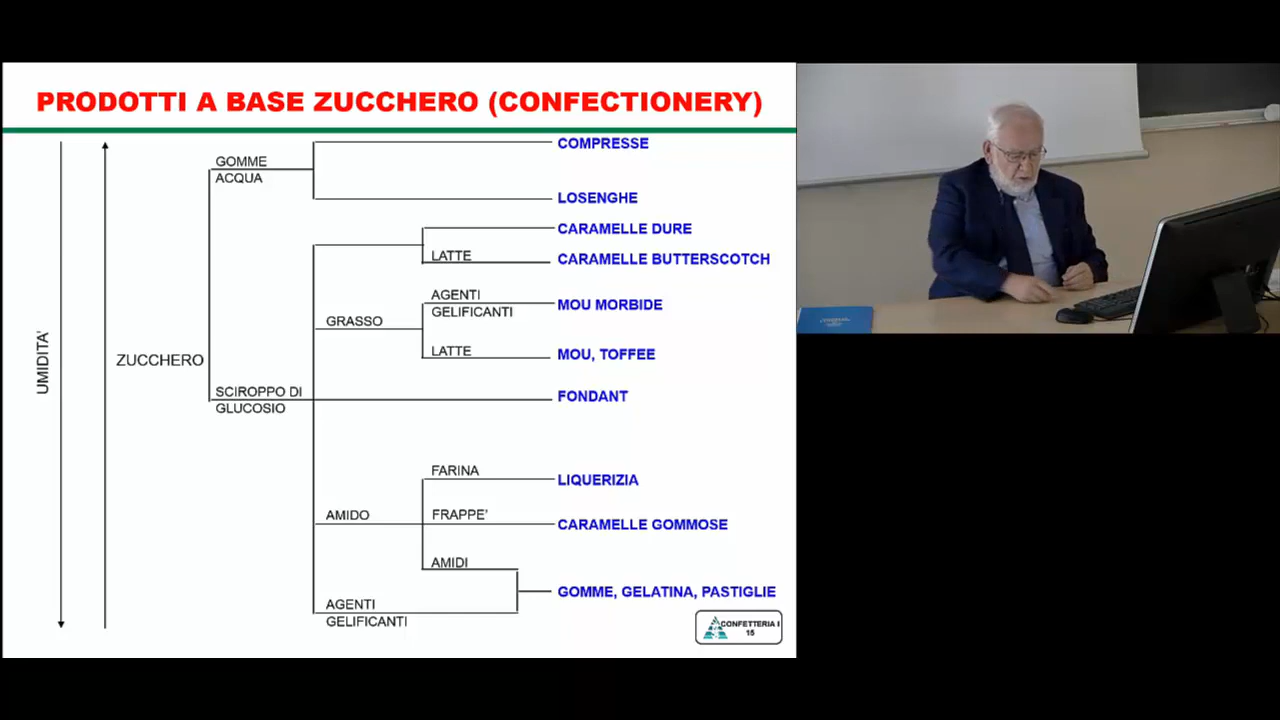 PRODOTTI A BASE ZUCCHERO (CONFECTIONERY)
UMIDITA'
ZUCCHERO
GOMME
ACQUA
COMPRESSE
LOSENGHE
SCIROPPO DI
GLUCOSIO
CARAMELLE DURE
LATTE
CARAMELLE BUTTERSCOTCH
GRASSO
AGENTI
GELIFICANTI
MOU MORBIDE
LATTE
MOU, TOFFEE
FONDANT
AMIDO
FARINA
LIQUERIZIA
FRAPPE'
CARAMELLE GOMMOSE
AMIDI
GOMME, GELATINA, PASTIGLIE
AGENTI
GELIFICANTI
CONFETTERIA I
15